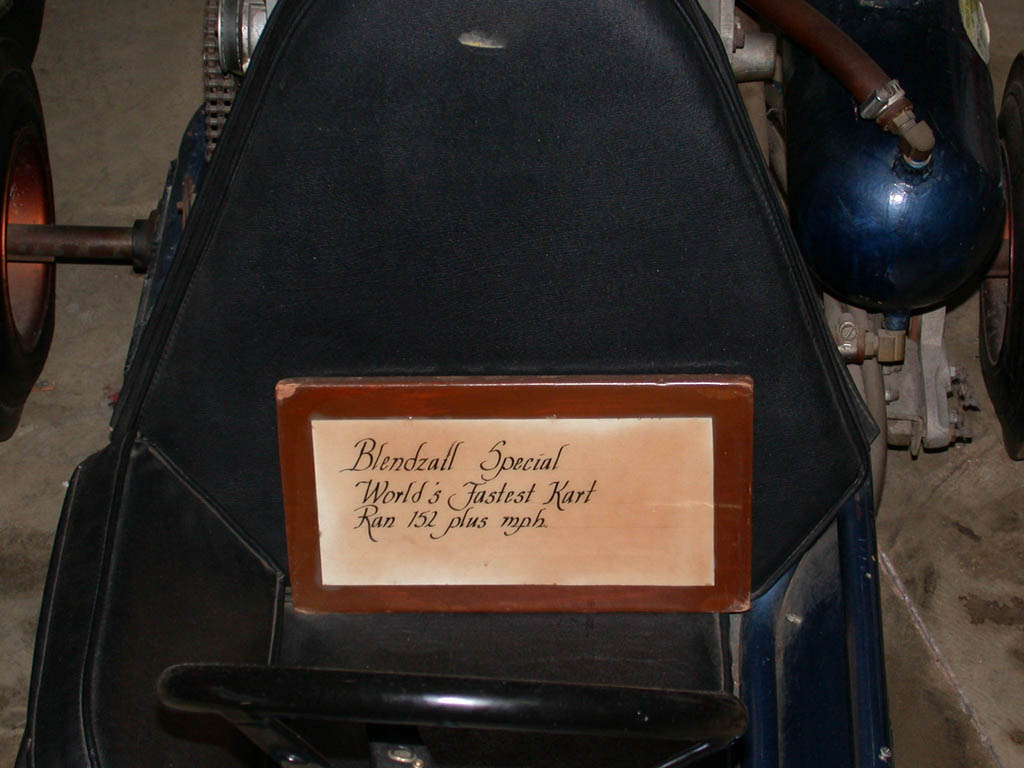 Blendzall Special
World's Fastest Kart
Ran 152 plus mph.